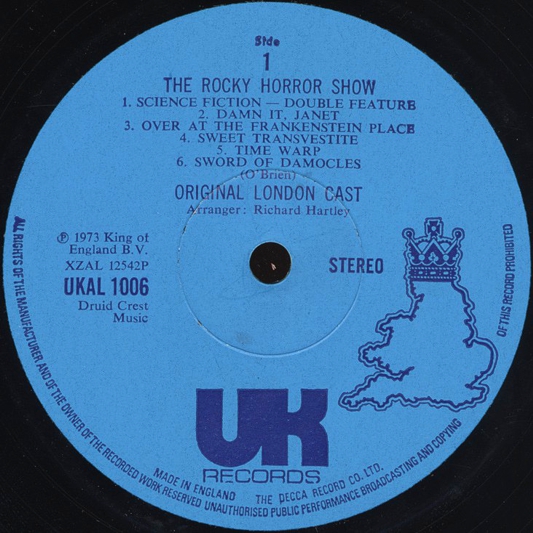 Side
1
THE ROCKY HORROR SHOW
1. SCIENCE FICTION — DOUBLE FEATURE
2. DAMN IT, JANET
3. OVER AT THE FRANKENSTEIN PLACE
4. SWEET TRANSVESTITE
5. TIME WARP
6. SWORD OF DAMOCLES
(O'Brien)
ORIGINAL LONDON CAST
Arranger: Richard Hartley
℗ 1973 King of
England B.V.
XZAL 12542P
UKAL 1006
Druid Crest
Music
STEREO
UK
RECORDS
MADE IN ENGLAND THE DECCA RECORD CO. LTD.
ALL RIGHTS OF THE MANUFACTURER AND OF THE OWNER OF THE RECORDED WORK RESERVED UNAUTHORISED PUBLIC PERFORMANCE BROADCASTING AND COPYING OF THIS RECORD PROHIBITED